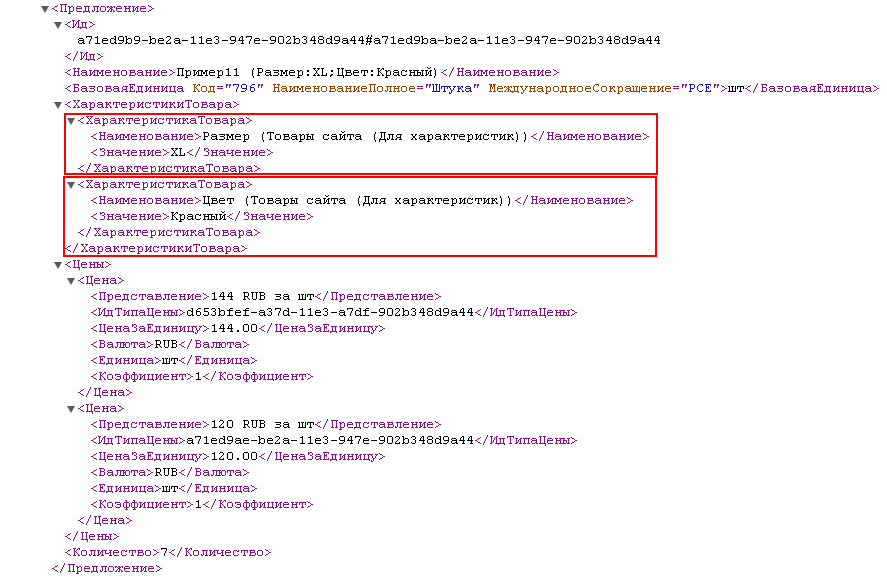 <Предложение>
<Ид>
a71ed9b9-be2a-11e3-947e-902b348d9a44#a71ed9ba-be2a-11e3-947e-902b348d9a44
</Ид>
<Наименование>Пример11 (Размер:XL;Цвет:Красный)</Наименование>
<БазоваяЕдиница Код="796" НаименованиеПолное="Штука" МеждународноеСокращение="PCE">шт</БазоваяЕдиница>
<ХарактеристикиТовара>
<ХарактеристикаТовара>
<Наименование>Размер (Товары сайта (Для характеристик))</Наименование>
<Значение>XL</Значение>
</ХарактеристикаТовара>
<ХарактеристикаТовара>
<Наименование>Цвет (Товары сайта (Для характеристик))</Наименование>
<Значение>Красный</Значение>
</ХарактеристикаТовара>
</ХарактеристикиТовара>
<Цены>
<Цена>
<Представление>144 RUB за шт</Представление>
<ИдТипаЦены>d653bfef-a37d-11e3-a7df-902b348d9a44</ИдТипаЦены>
<ЦенаЗаЕдиницу>144.00</ЦенаЗаЕдиницу>
<Валюта>RUB</Валюта>
<Единица>шт</Единица>
<Коэффициент>1</Коэффициент>
</Цена>
<Цена>
<Представление>120 RUB за шт</Представление>
<ИдТипаЦены>a71ed9ae-be2a-11e3-947e-902b348d9a44</ИдТипаЦены>
<ЦенаЗаЕдиницу>120.00</ЦенаЗаЕдиницу>
<Валюта>RUB</Валюта>
<Единица>шт</Единица>
<Коэффициент>1</Коэффициент>
</Цена>
</Цены>
<Количество>7</Количество>
</Предложение>